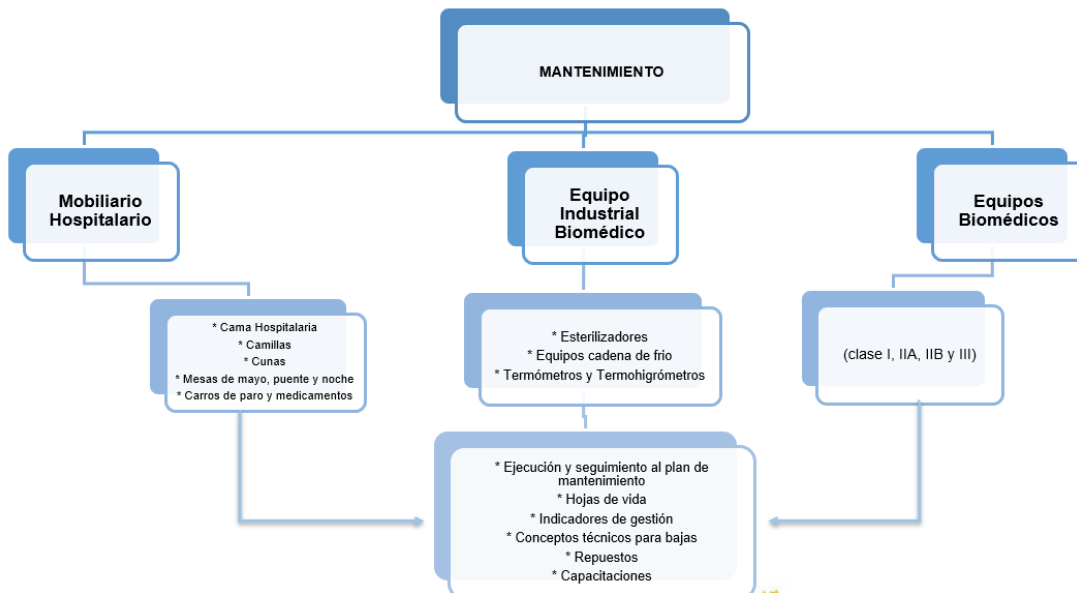 MANTENIMIENTO
Mobiliario
Hospitalario
Equipo
Industrial
Biomédico
Equipos
Biomédicos
* Cama Hospitalaria
* Camillas
* Cunas
* Mesas de mayo, puente y noche
* Carros de paro y medicamentos
* Esterilizadores
* Equipos cadena de frio
* Termómetros y Termohigrómetros
(clase I, IIA, IIB y III)
* Ejecución y seguimiento al plan de
mantenimiento
* Hojas de vida
* Indicadores de gestión
* Conceptos técnicos para bajas
* Repuestos
* Capacitaciones